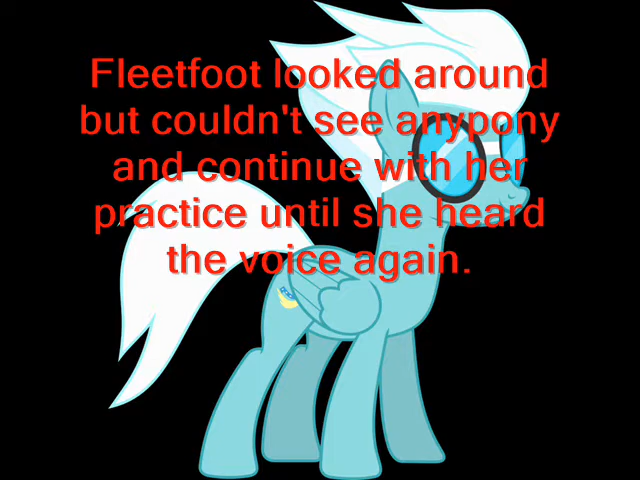 Fleetfoot looked around
but couldn't see anypony
and continue with her
practice until she heard
the voice again.